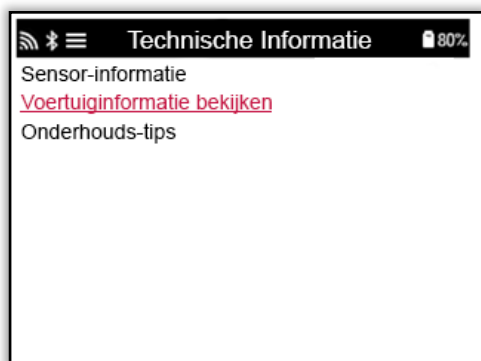 Technische Informatie 80%
Sensor-informatie
Voertuiginformatie bekijken
Onderhouds-tips